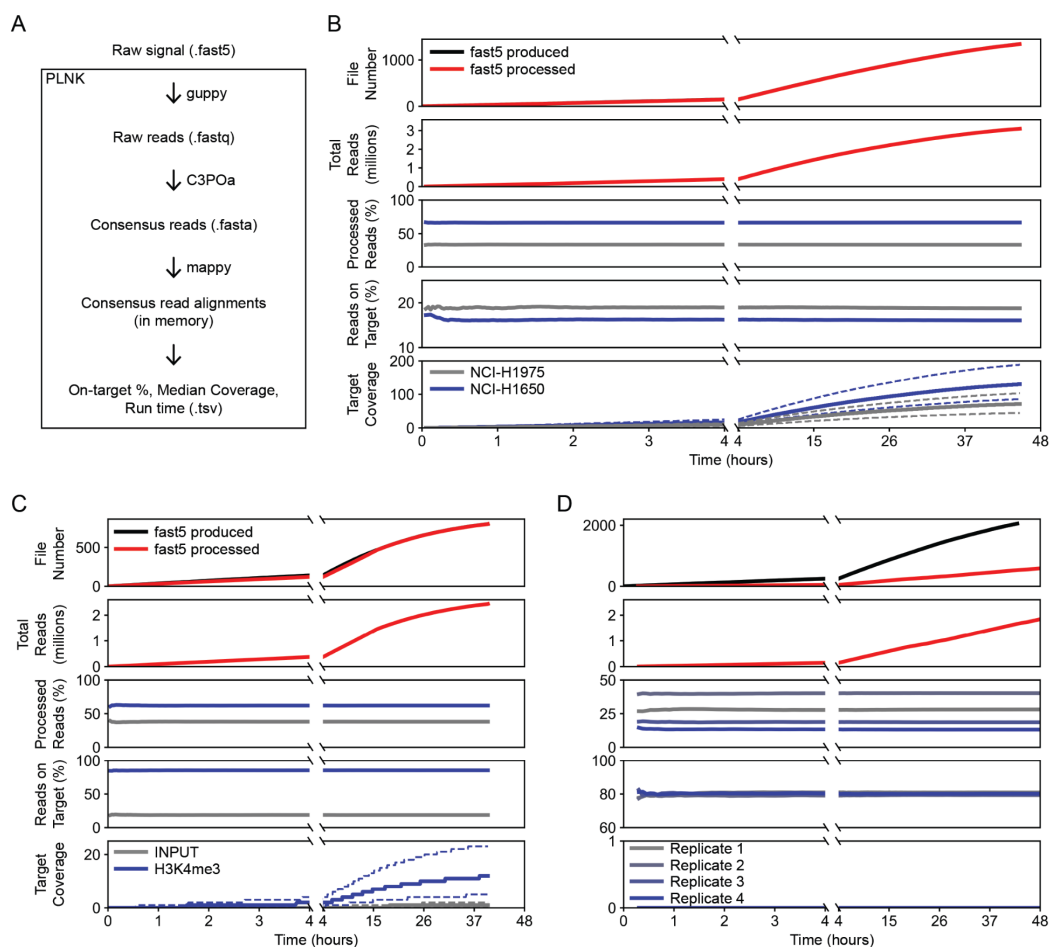 A
Raw signal (.fast5)
PLNK
guppy
Raw reads (.fastq)
C3POa
Consensus reads (.fasta)
mappy
Consensus read alignments
(in memory)
On-target %, Median Coverage,
Run time (.tsv)
B
File
Number
1000
0
fast5 produced
fast5 processed
Total
Reads
(millions)
3
2
1
0
Processed
Reads (%)
100
50
0
Reads on
Target (%)
20
10
Target
Coverage
200
100
0
NCI-H1975
NCI-H1650
0 1 2 3 4 4 15 26 37 48
Time (hours)
C
File
Number
500
0
fast5 produced
fast5 processed
Total
Reads
(millions)
2
1
0
Processed
Reads (%)
100
50
0
Reads on
Target (%)
100
50
0
Target
Coverage
20
0
INPUT
H3K4me3
0 1 2 3 4 4 15 26 37 48
Time (hours)
D
2000
0
2
1
0
50
25
0
100
80
60
1
0
Replicate 1
Replicate 2
Replicate 3
Replicate 4
0 1 2 3 4 4 15 26 37 48
Time (hours)